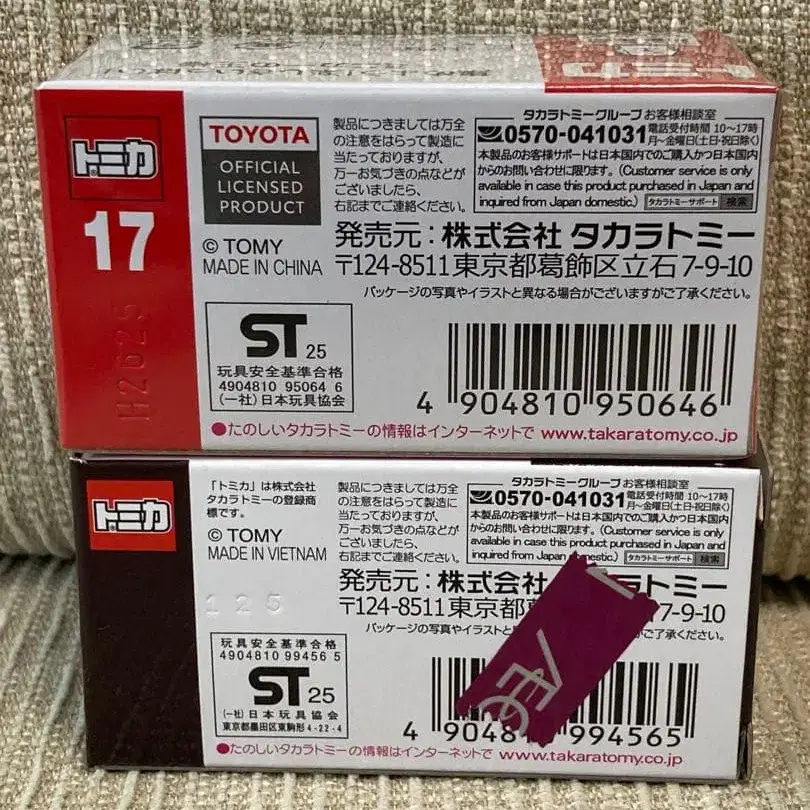 トミカ
17
H2625
TOYOTA
OFFICIAL
LICENSED
PRODUCT
© TOMY
MADE IN CHINA
製品につきましては万全
の注意をはらって製造に
当たっておりますが、
万一お気づきの点などが
ございましたら、
右記までご連絡ください。
タカラトミーグループ お客様相談室
0570-041031 電話受付時間 10〜17時
月〜金曜日(土・日・祝日除く)
本製品のお客様サポートは日本国内でのご購入かつ日本国内
からのお問い合わせに限ります。(Customer service is only
available in case this product purchased in Japan and
inquired from Japan domestic.) タカラトミーサポート 検索
発売元:株式会社 タカラトミー
〒124-8511東京都葛飾区立石7-9-10
パッケージの写真やイラストと異なる場合がございますがご了承ください。
ST 25
玩具安全基準合格
4904810 95064 6
(一社)日本玩具協会
4 904810 950646
●たのしいタカラトミーの情報はインターネットで www.takaratomy.co.jp
トミカ
「トミカ」は株式会社
タカラトミーの登録商
標です。
© TOMY
MADE IN VIETNAM
125
製品につきましては万全
の注意をはらって製造に
当たっておりますが、
万一お気づきの点などが
ございましたら、
右記までご連絡ください。
タカラトミーグループ お客様相談室
0570-041031 電話受付時間 10〜17時
月〜金曜日(土・日・祝日除く)
本製品のお客様サポートは日本国内でのご購入かつ日本国内
からのお問い合わせに限ります。(Customer service is only
available in case this product purchased in Japan and
inquired from Japan domestic.) タカラトミーサポート 検索
発売元:株式会社 タカラトミー
〒124-8511東京都 7-9-10
パッケージの写真やイラストと ございますがご了承ください。
玩具安全基準合格
4904810 99456 5
ST 25
(一社)日本玩具協会
東京都墨田区東駒形4-22-4
4 9048 994565
●たのしいタカラトミーの情報はインターネットで www.takaratomy.co.jp